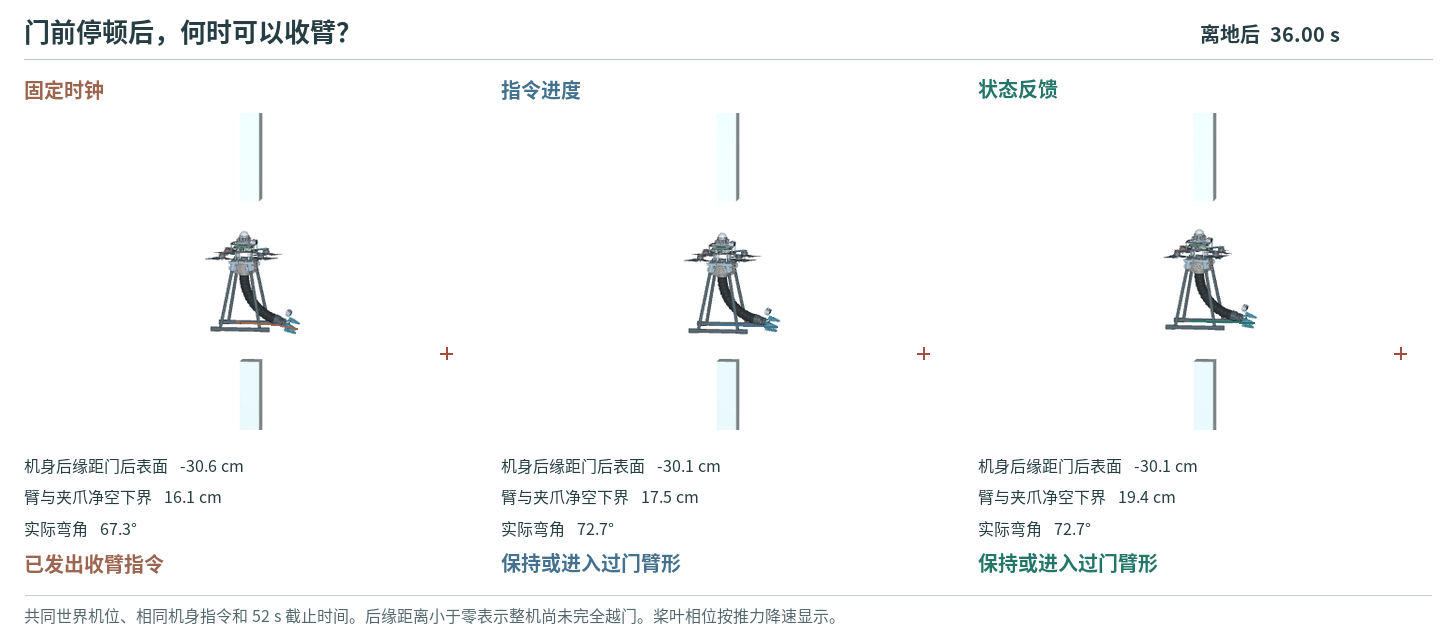 门前停顿后，何时可以收臂？
离地后 36.00 s
固定时钟
指令进度
状态反馈
机身后缘距门后表面 -30.6 cm
臂与夹爪净空下界 16.1 cm
实际弯角 67.3°
已发出收臂指令
机身后缘距门后表面 -30.1 cm
臂与夹爪净空下界 17.5 cm
实际弯角 72.7°
保持或进入过门臂形
机身后缘距门后表面 -30.1 cm
臂与夹爪净空下界 19.4 cm
实际弯角 72.7°
保持或进入过门臂形
共同世界机位、相同机身指令和 52 s 截止时间。后缘距离小于零表示整机尚未完全越门。桨叶相位按推力降速显示。